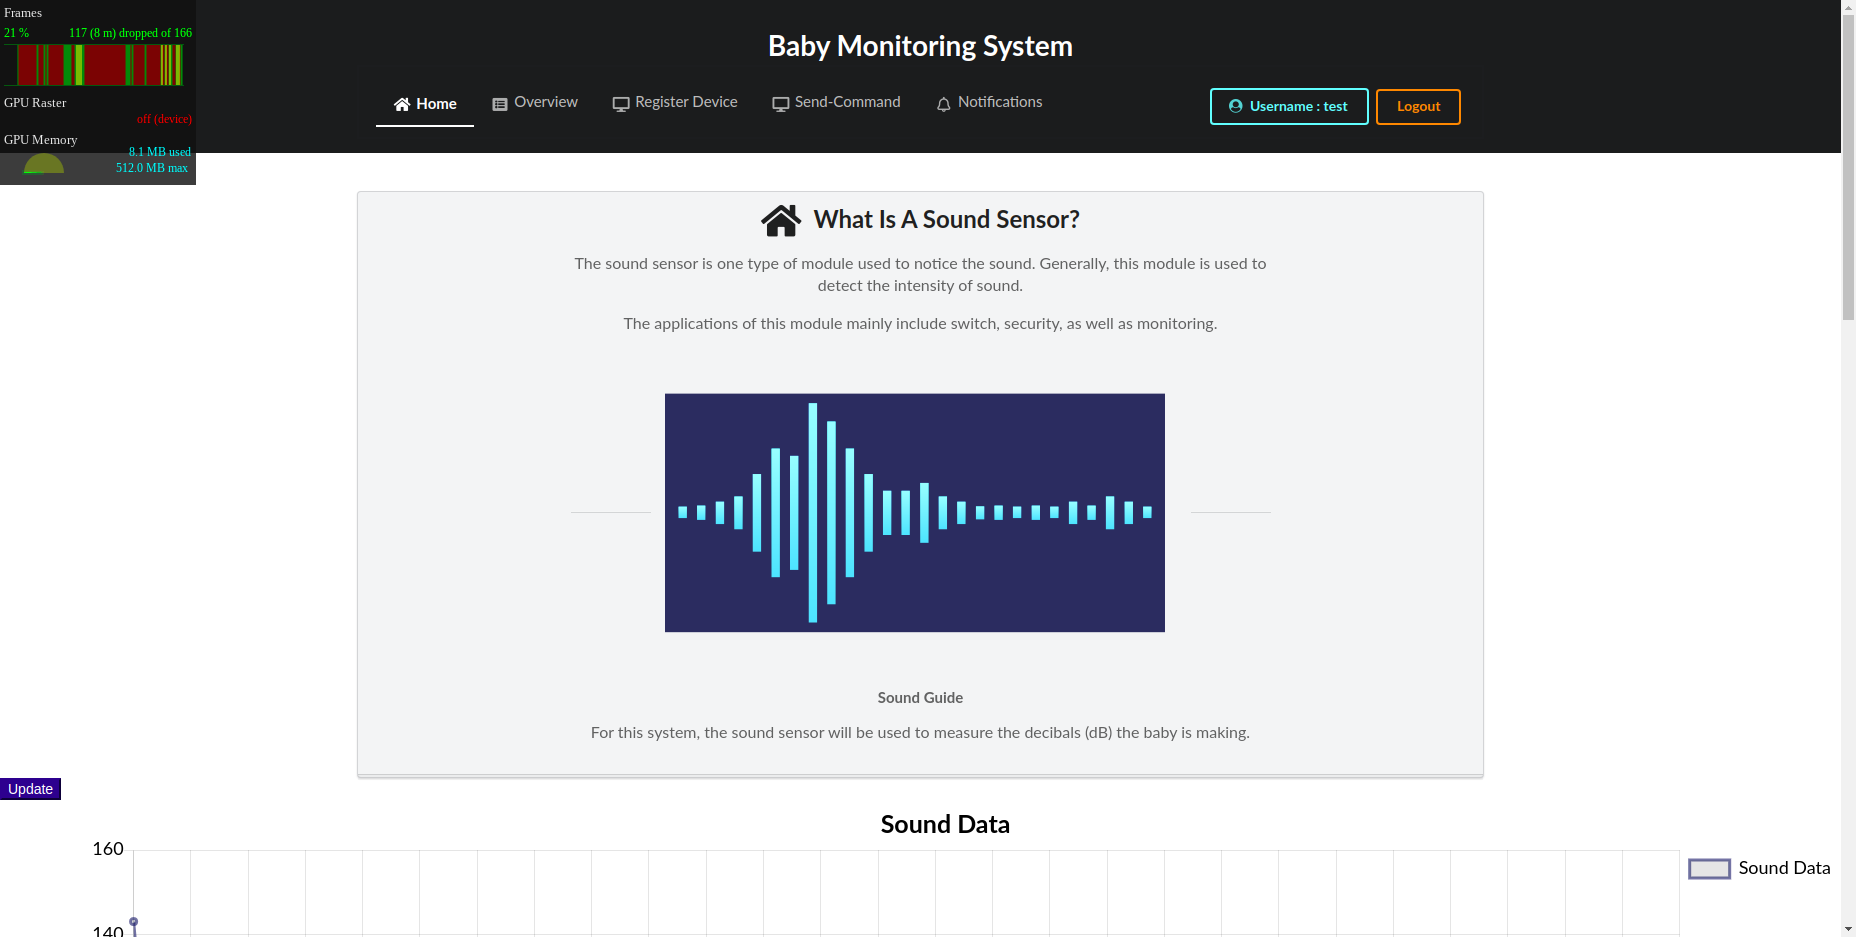 Frames
21 %
117 (8 m) dropped of 166
GPU Raster
off (device)
GPU Memory
8.1 MB used
512.0 MB max
Baby Monitoring System
Home
Overview
Register Device
Send-Command
Notifications
Username : test
Logout
What Is A Sound Sensor?
The sound sensor is one type of module used to notice the sound. Generally, this module is used to
detect the intensity of sound.
The applications of this module mainly include switch, security, as well as monitoring.
Sound Guide
For this system, the sound sensor will be used to measure the decibals (dB) the baby is making.
Update
Sound Data
160
Sound Data
140